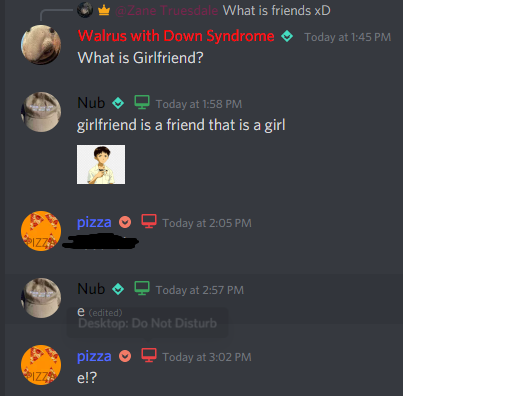 @Zane Truesdale What is friends xD
Walrus with Down Syndrome Today at 1:45 PM
What is Girlfriend?
Nub Today at 1:58 PM
girlfriend is a friend that is a girl
pizza Today at 2:05 PM
PIZZA
Nub Today at 2:57 PM
e (edited)
Desktop: Do Not Disturb
pizza Today at 3:02 PM
e!?
PIZZA